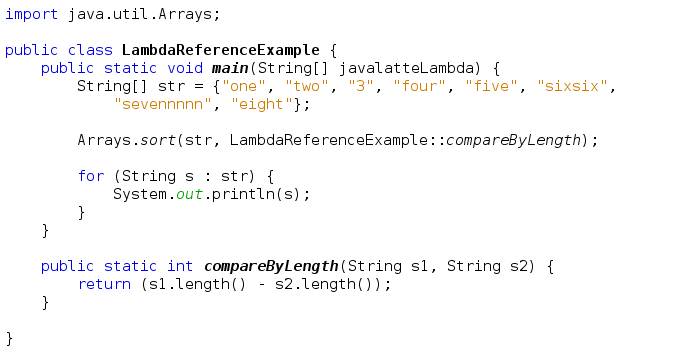 import java.util.Arrays;
public class LambdaReferenceExample {
public static void main(String[] javalatteLambda) {
String[] str = {"one", "two", "3", "four", "five", "sixsix",
"sevennnnn", "eight"};
Arrays.sort(str, LambdaReferenceExample::compareByLength);
for (String s : str) {
System.out.println(s);
}
}
public static int compareByLength(String s1, String s2) {
return (s1.length() - s2.length());
}
}